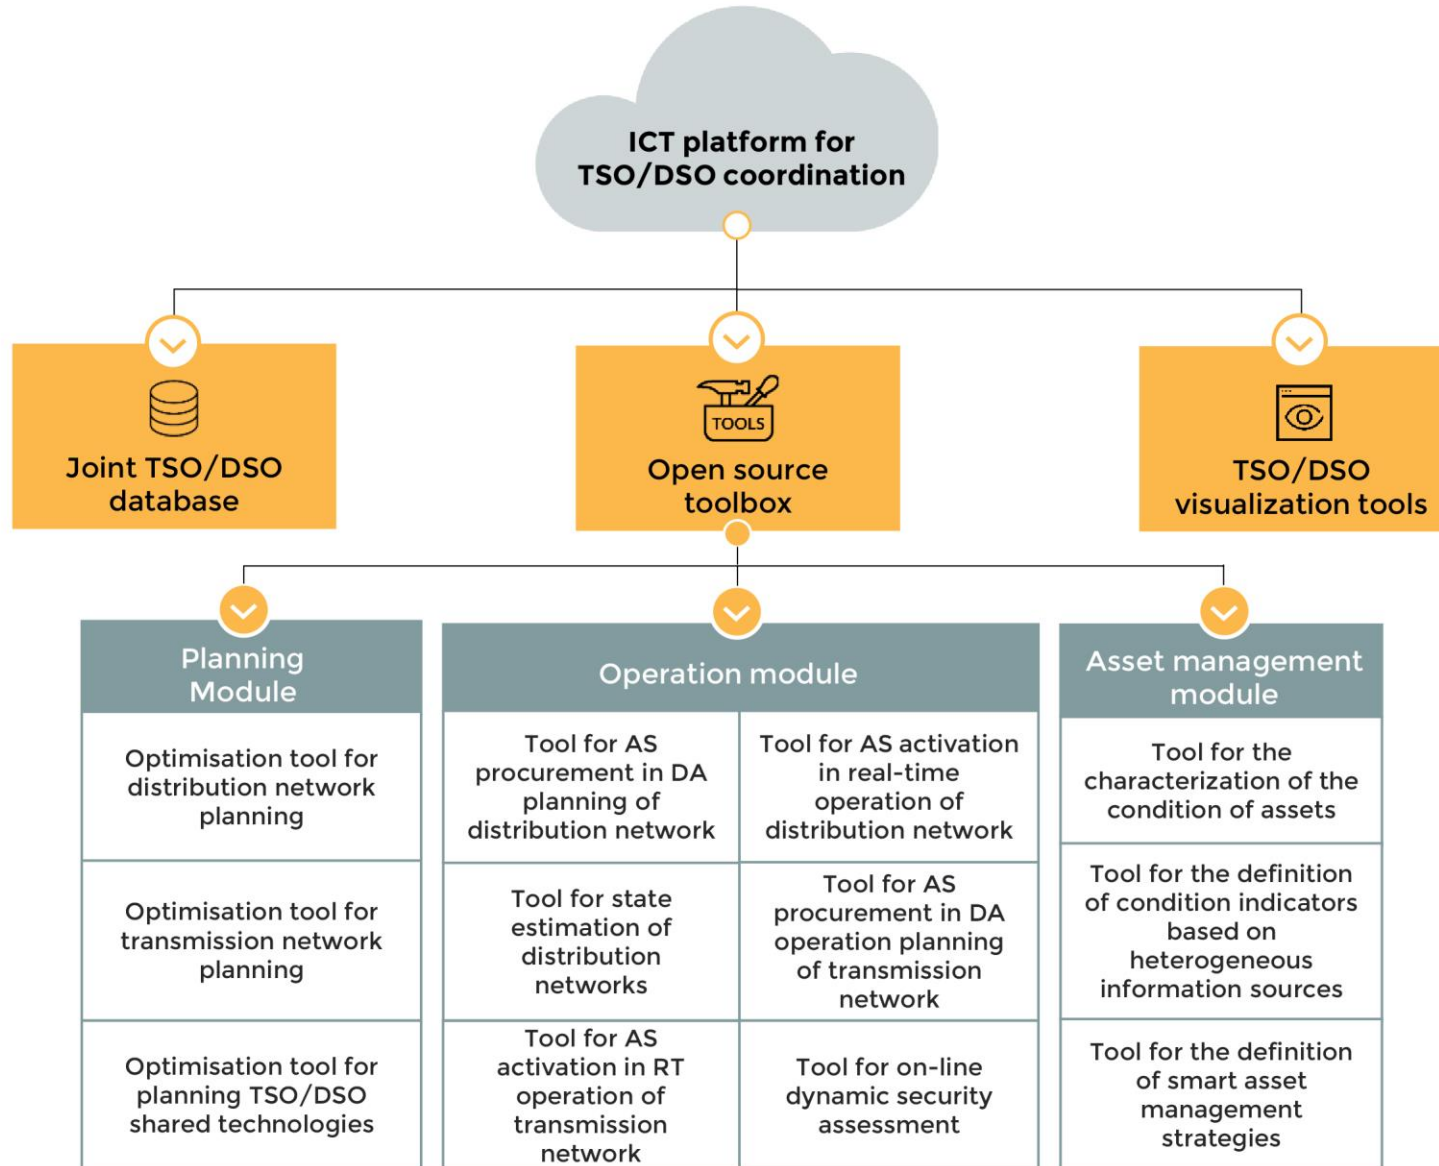 ICT platform for
TSO/DSO coordination
Joint TSO/DSO
database
TOOLS
Open source
toolbox
TSO/DSO
visualization tools
Planning
Module
Optimisation tool for
distribution network
planning
Optimisation tool for
transmission network
planning
Optimisation tool for
planning TSO/DSO
shared technologies
Operation module
Tool for AS
procurement in DA
planning of
distribution network
Tool for AS activation
in real-time
operation of
distribution network
Tool for state
estimation of
distribution
networks
Tool for AS
procurement in DA
operation planning
of transmission
network
Tool for AS
activation in RT
operation of
transmission
network
Tool for on-line
dynamic security
assessment
Asset management
module
Tool for the
characterization of the
condition of assets
Tool for the definition
of condition indicators
based on
heterogeneous
information sources
Tool for the definition
of smart asset
management
strategies